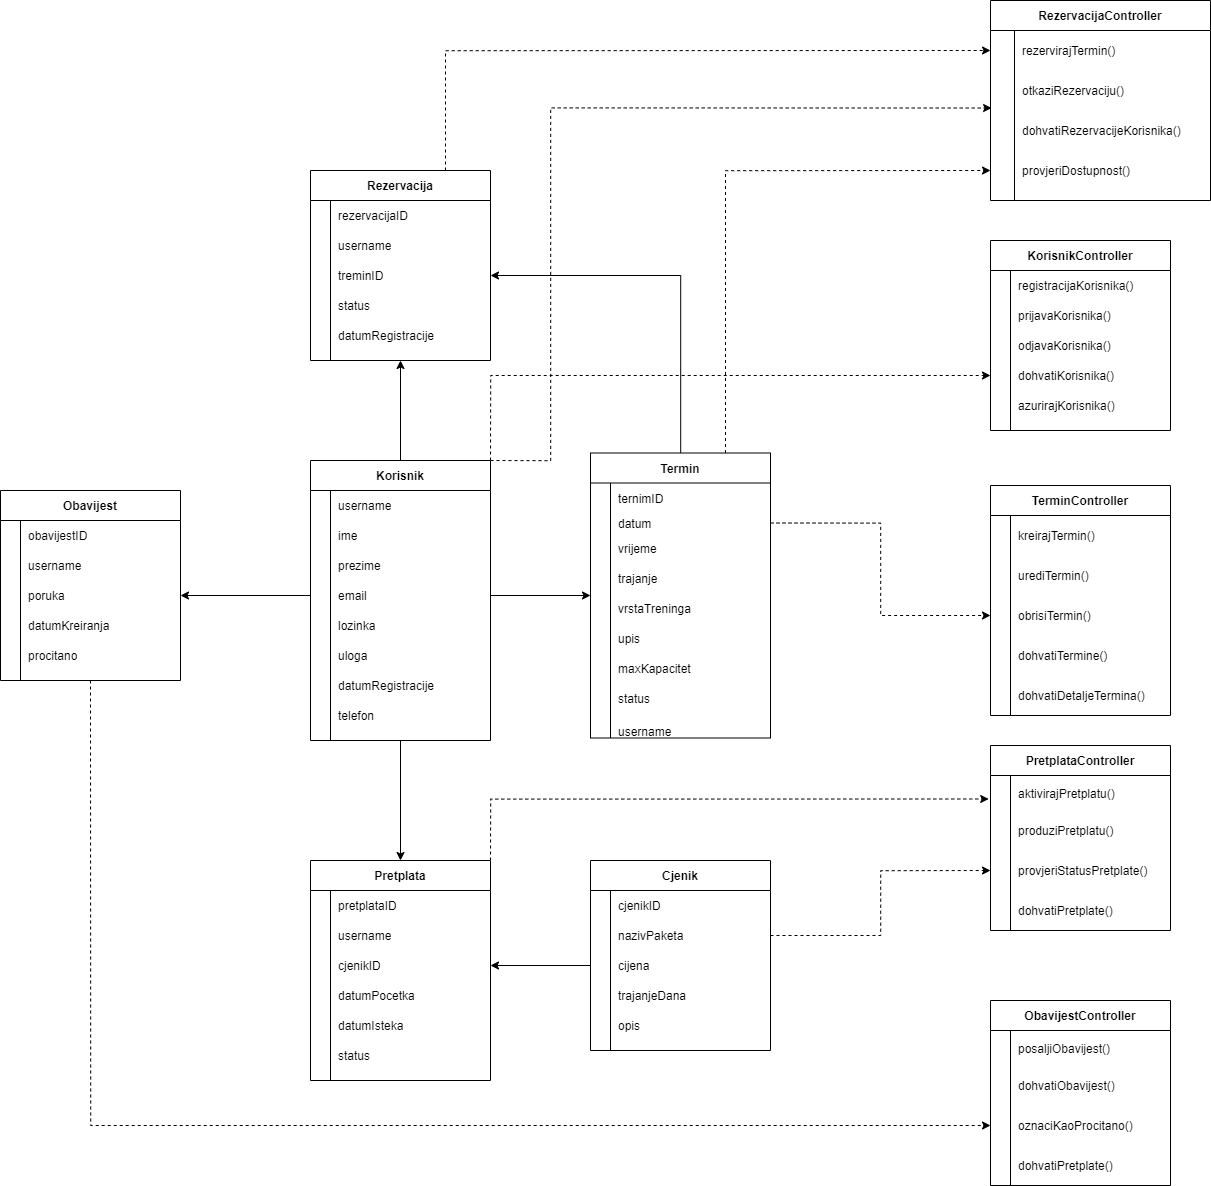 RezervacijaController
rezervirajTermin()
otkaziRezervaciju()
dohvatiRezervacijeKorisnika()
provjeriDostupnost()
Rezervacija
rezervacijaID
username
treminID
status
datumRegistracije
KorisnikController
registracijaKorisnika()
prijavaKorisnika()
odjavaKorisnika()
dohvatiKorisnika()
azurirajKorisnika()
Obavijest
obavijestID
username
poruka
datumKreiranja
procitano
Korisnik
username
ime
prezime
email
lozinka
uloga
datumRegistracije
telefon
Termin
ternimID
datum
vrijeme
trajanje
vrstaTreninga
upis
maxKapacitet
status
username
TerminController
kreirajTermin()
urediTermin()
obrisiTermin()
dohvatiTermine()
dohvatiDetaljeTermina()
PretplataController
aktivirajPretplatu()
produziPretplatu()
provjeriStatusPretplate()
dohvatiPretplate()
Pretplata
pretplataID
username
cjenikID
datumPocetka
datumIsteka
status
Cjenik
cjenikID
nazivPaketa
cijena
trajanjeDana
opis
ObavijestController
posaljiObavijest()
dohvatiObavijest()
oznaciKaoProcitano()
dohvatiPretplate()